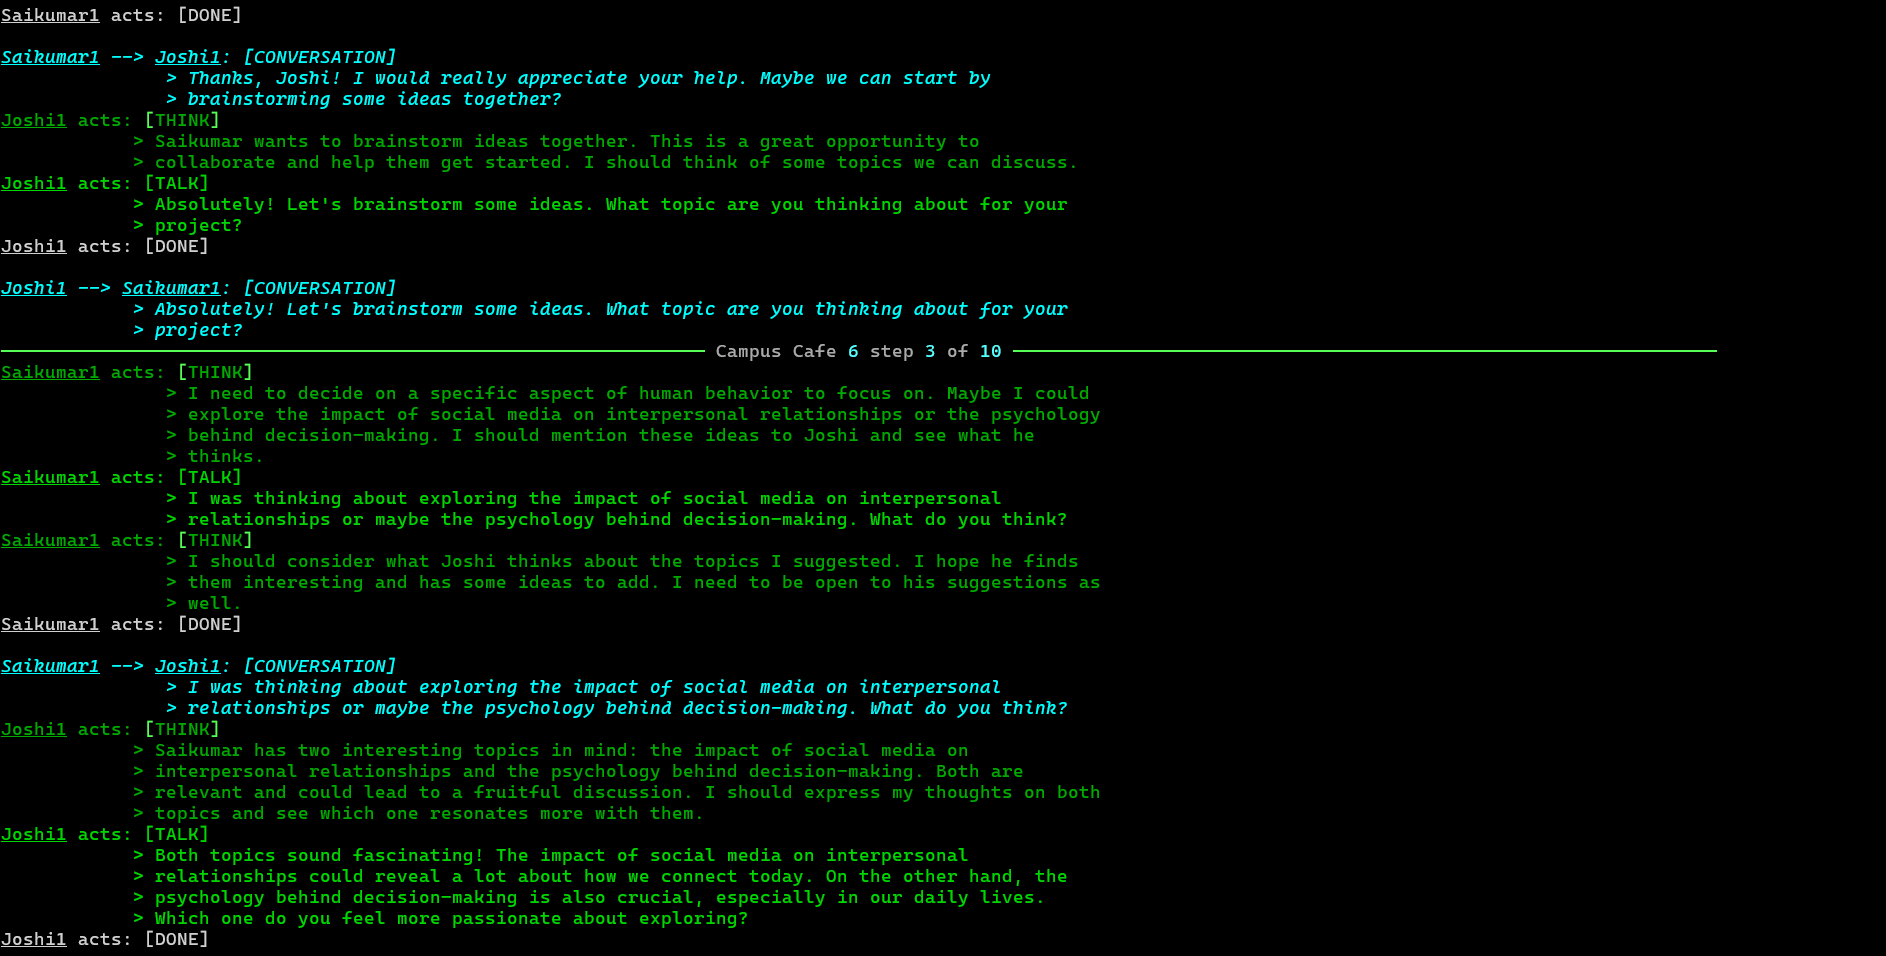 Saikumar1 acts: [DONE]
Saikumar1 --> Joshi1: [CONVERSATION]
> Thanks, Joshi! I would really appreciate your help. Maybe we can start by
> brainstorming some ideas together?
Joshi1 acts: [THINK]
> Saikumar wants to brainstorm ideas together. This is a great opportunity to
> collaborate and help them get started. I should think of some topics we can discuss.
Joshi1 acts: [TALK]
> Absolutely! Let's brainstorm some ideas. What topic are you thinking about for your
> project?
Joshi1 acts: [DONE]
Joshi1 --> Saikumar1: [CONVERSATION]
> Absolutely! Let's brainstorm some ideas. What topic are you thinking about for your
> project?
Campus Cafe 6 step 3 of 10
Saikumar1 acts: [THINK]
> I need to decide on a specific aspect of human behavior to focus on. Maybe I could
> explore the impact of social media on interpersonal relationships or the psychology
> behind decision-making. I should mention these ideas to Joshi and see what he
> thinks.
Saikumar1 acts: [TALK]
> I was thinking about exploring the impact of social media on interpersonal
> relationships or maybe the psychology behind decision-making. What do you think?
Saikumar1 acts: [THINK]
> I should consider what Joshi thinks about the topics I suggested. I hope he finds
> them interesting and has some ideas to add. I need to be open to his suggestions as
> well.
Saikumar1 acts: [DONE]
Saikumar1 --> Joshi1: [CONVERSATION]
> I was thinking about exploring the impact of social media on interpersonal
> relationships or maybe the psychology behind decision-making. What do you think?
Joshi1 acts: [THINK]
> Saikumar has two interesting topics in mind: the impact of social media on
> interpersonal relationships and the psychology behind decision-making. Both are
> relevant and could lead to a fruitful discussion. I should express my thoughts on both
> topics and see which one resonates more with them.
Joshi1 acts: [TALK]
> Both topics sound fascinating! The impact of social media on interpersonal
> relationships could reveal a lot about how we connect today. On the other hand, the
> psychology behind decision-making is also crucial, especially in our daily lives.
> Which one do you feel more passionate about exploring?
Joshi1 acts: [DONE]